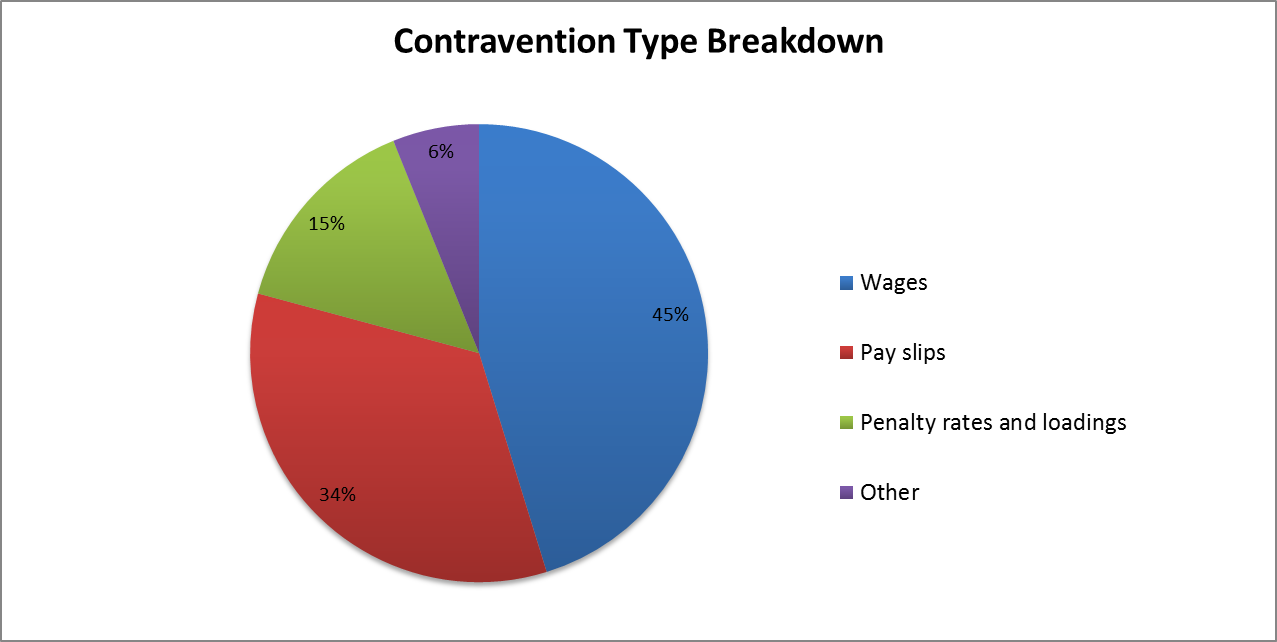 Contravention Type Breakdown
6%
15%
45%
34%
Wages
Pay slips
Penalty rates and loadings
Other